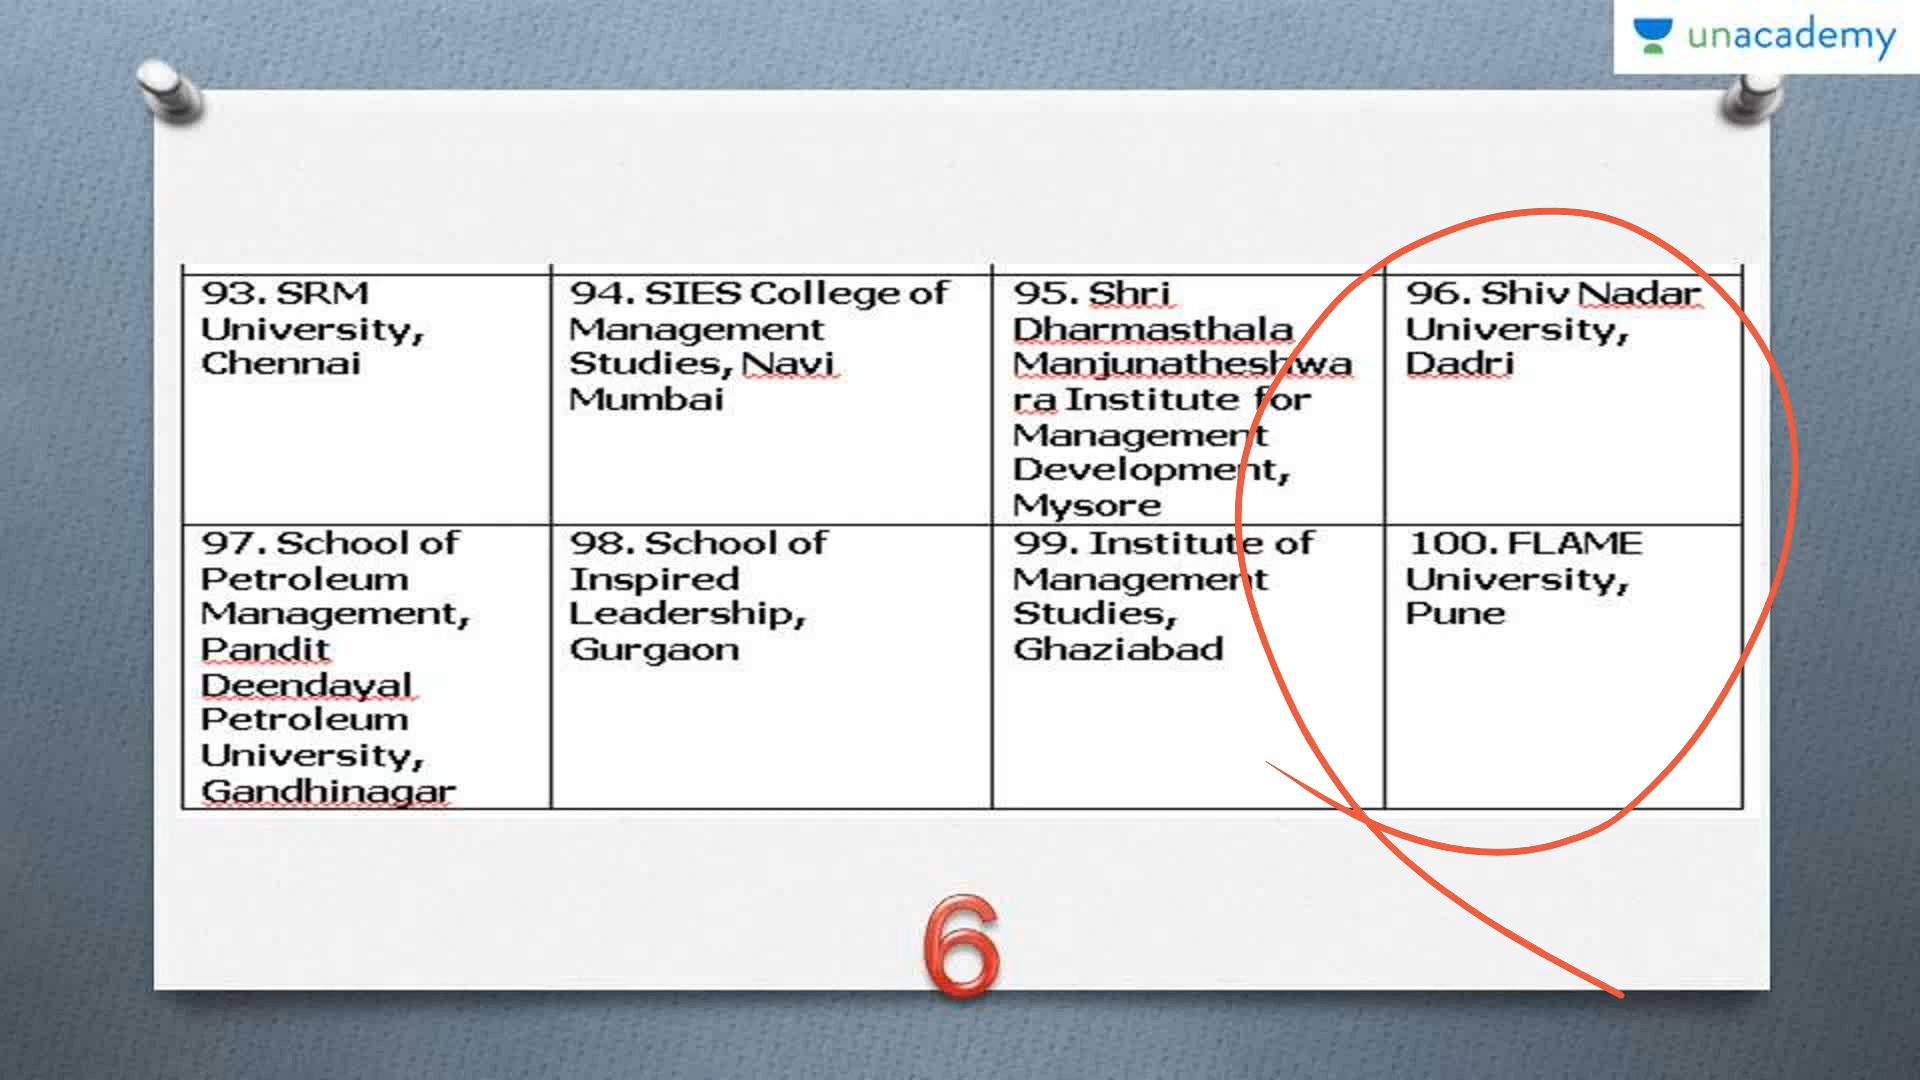 unacademy
93. SRM
University,
Chennai
94. SIES College of
Management
Studies, Navi
Mumbai
95. Shri
Dharmasthala
Manjunatheshwa
ra Institute for
Management
Development,
Mysore
96. Shiv Nadar
University,
Dadri
97. School of
Petroleum
Management,
Pandit
Deendayal
Petroleum
University,
Gandhinagar
98. School of
Inspired
Leadership,
Gurgaon
99. Institute of
Management
Studies,
Ghaziabad
100. FLAME
University,
Pune
6